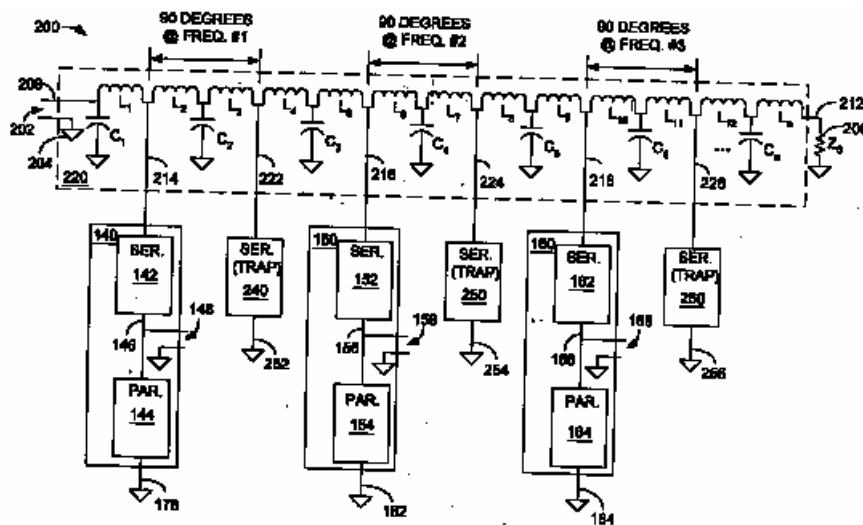 200
90 DEGREES
@ FREQ. #1
90 DEGREES
@ FREQ. #2
90 DEGREES
@ FREQ. #3
208
202
204
220
L1 L2 L3 L4 L6 L7 L8 L9 L10 L11 L12 Ln
C1 C2 C3 C4 C5 C6 ... Cn
212
Z0
214 222 216 224 218 226
140
SER.
142
146
148
PAR.
144
178
SER.
(TRAP)
240
252
SER.
152
156
158
PAR.
154
182
SER.
(TRAP)
250
254
160
SER.
162
166
168
PAR.
164
184
SER.
(TRAP)
256